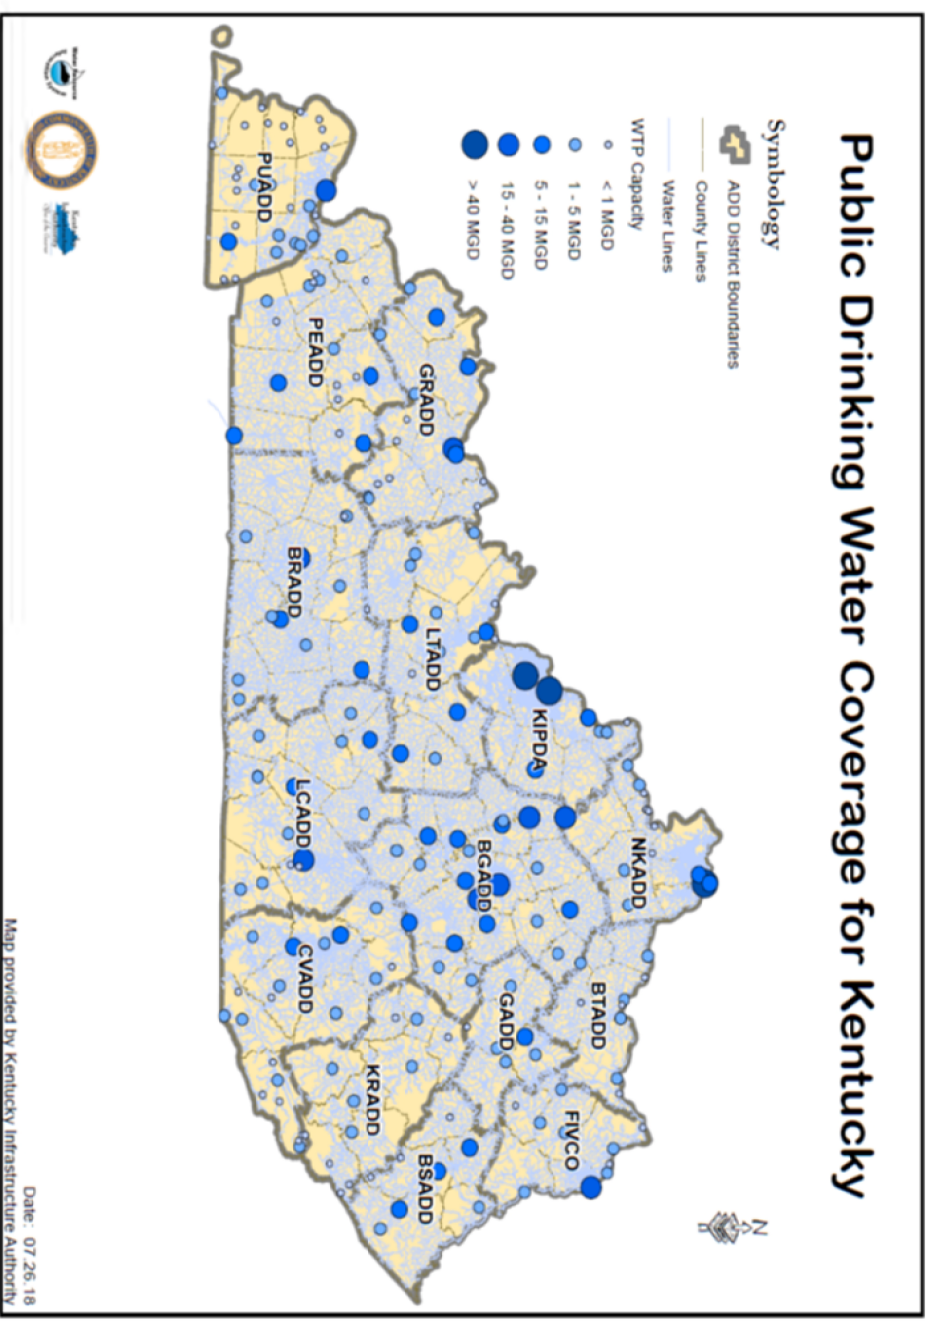 Public Drinking Water Coverage for Kentucky
Symbology
ADD District Boundaries
County Lines
Water Lines
WTP Capacity
< 1 MGD
1 - 5 MGD
5 - 15 MGD
15 - 40 MGD
> 40 MGD
N
NKADD
KIPDA
BTADD
FIVCO
GRADD
LTADD
BGADD
GADD
BSADD
PUADD
PEADD
BRADD
LCADD
CVADD
KRADD
Date: 07.26.18
Map provided by Kentucky Infrastructure Authority